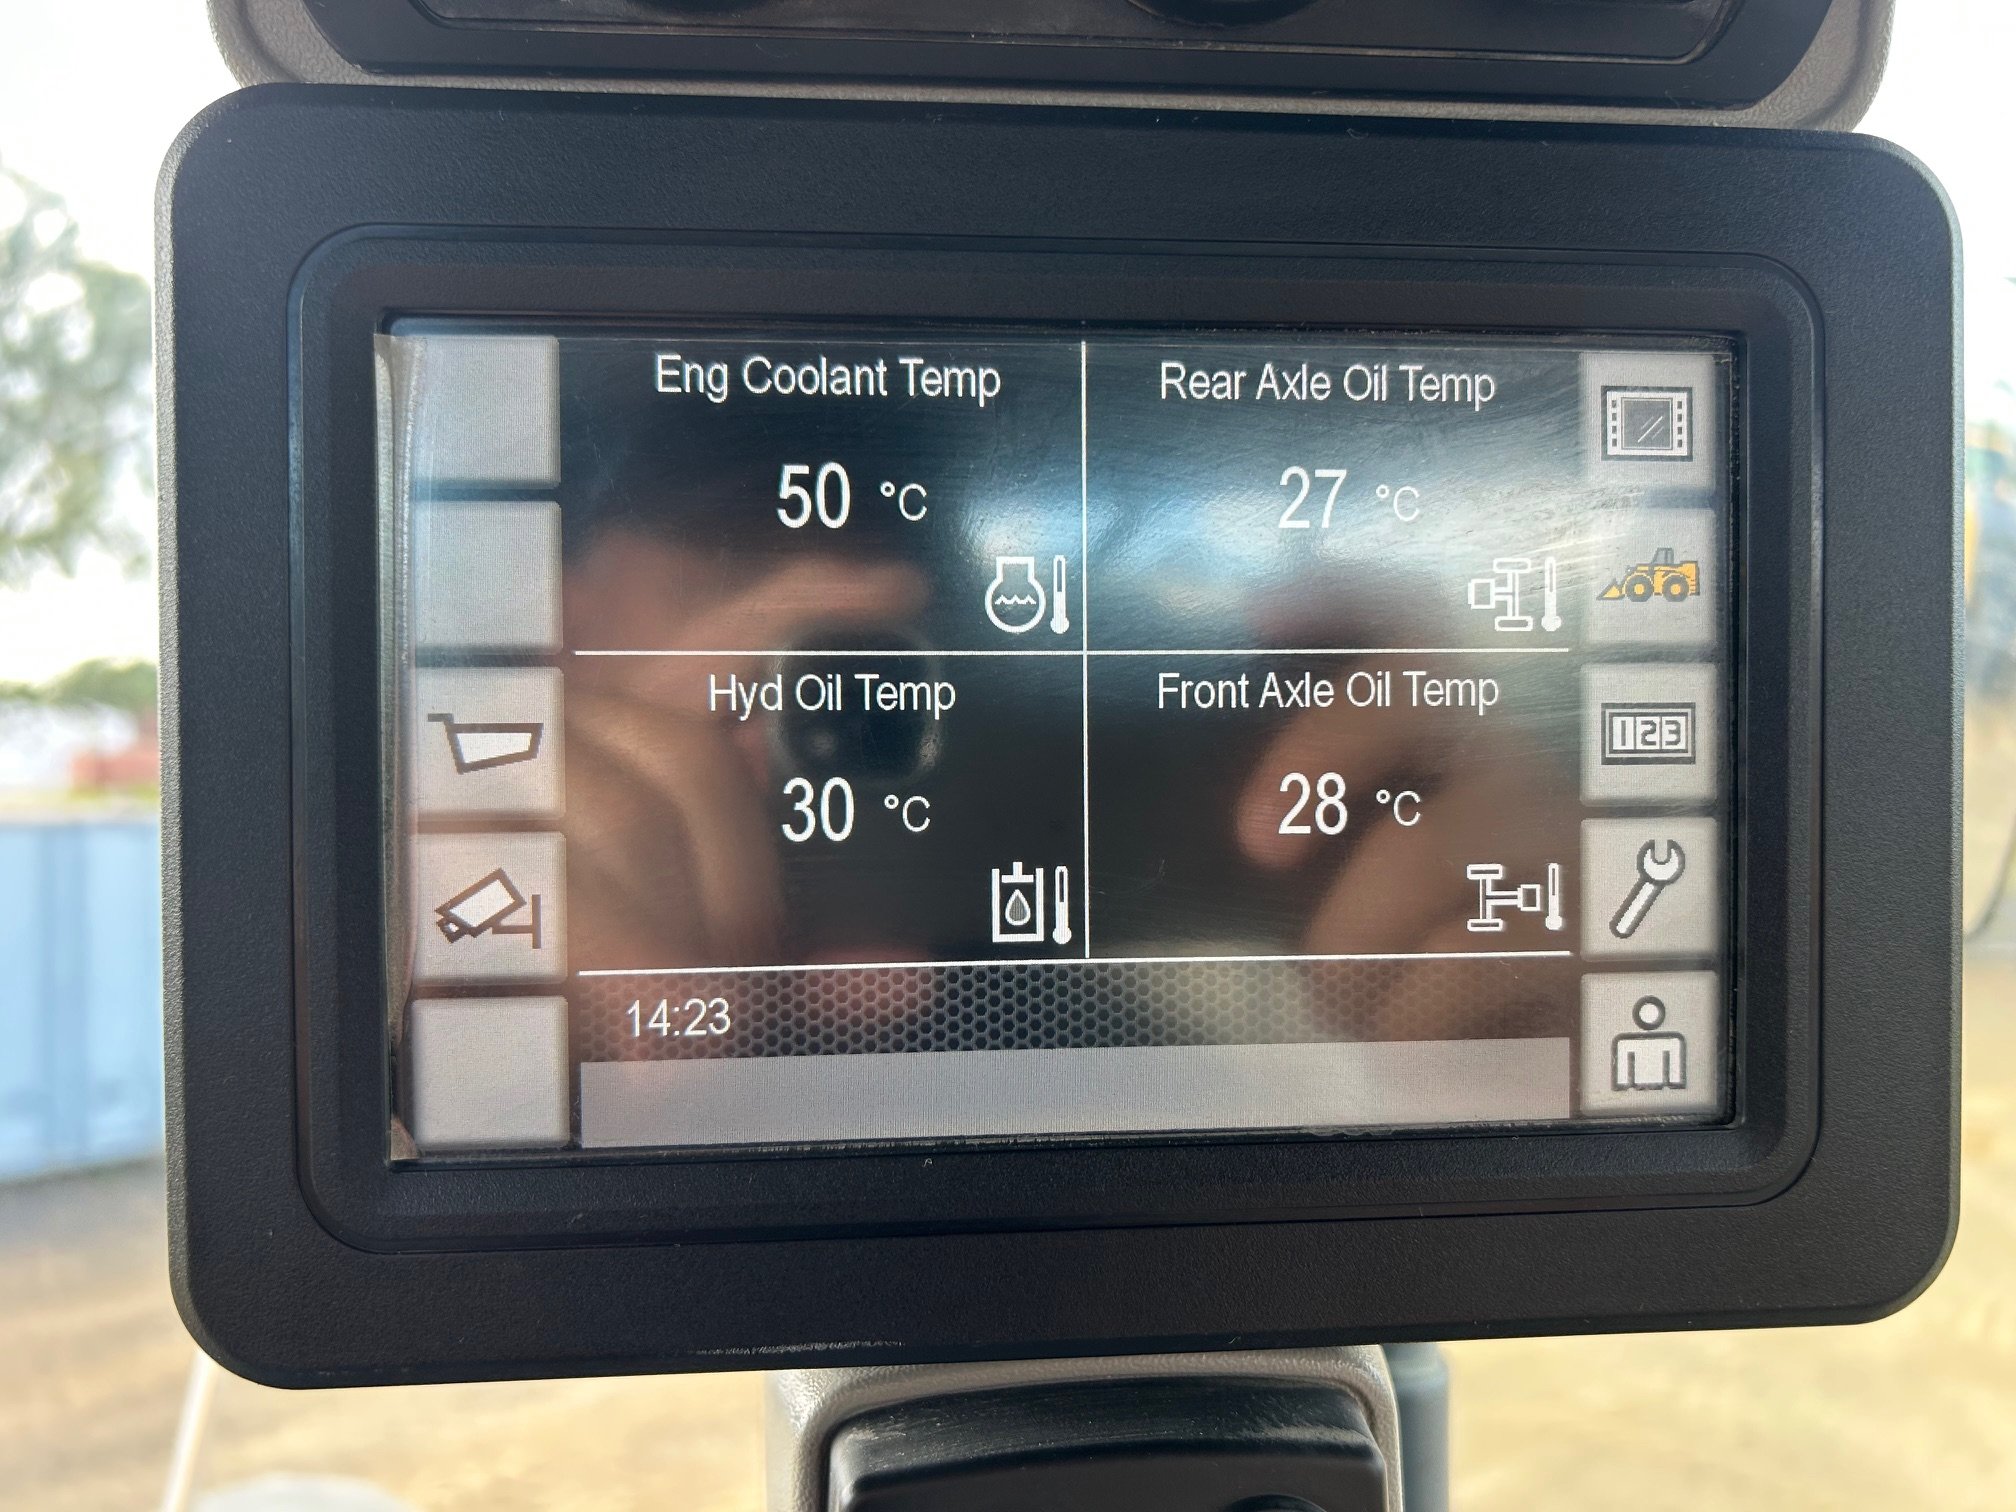 Eng Coolant Temp
50 °C
Rear Axle Oil Temp
27 °C
Hyd Oil Temp
30 °C
Front Axle Oil Temp
28 °C
123
14:23